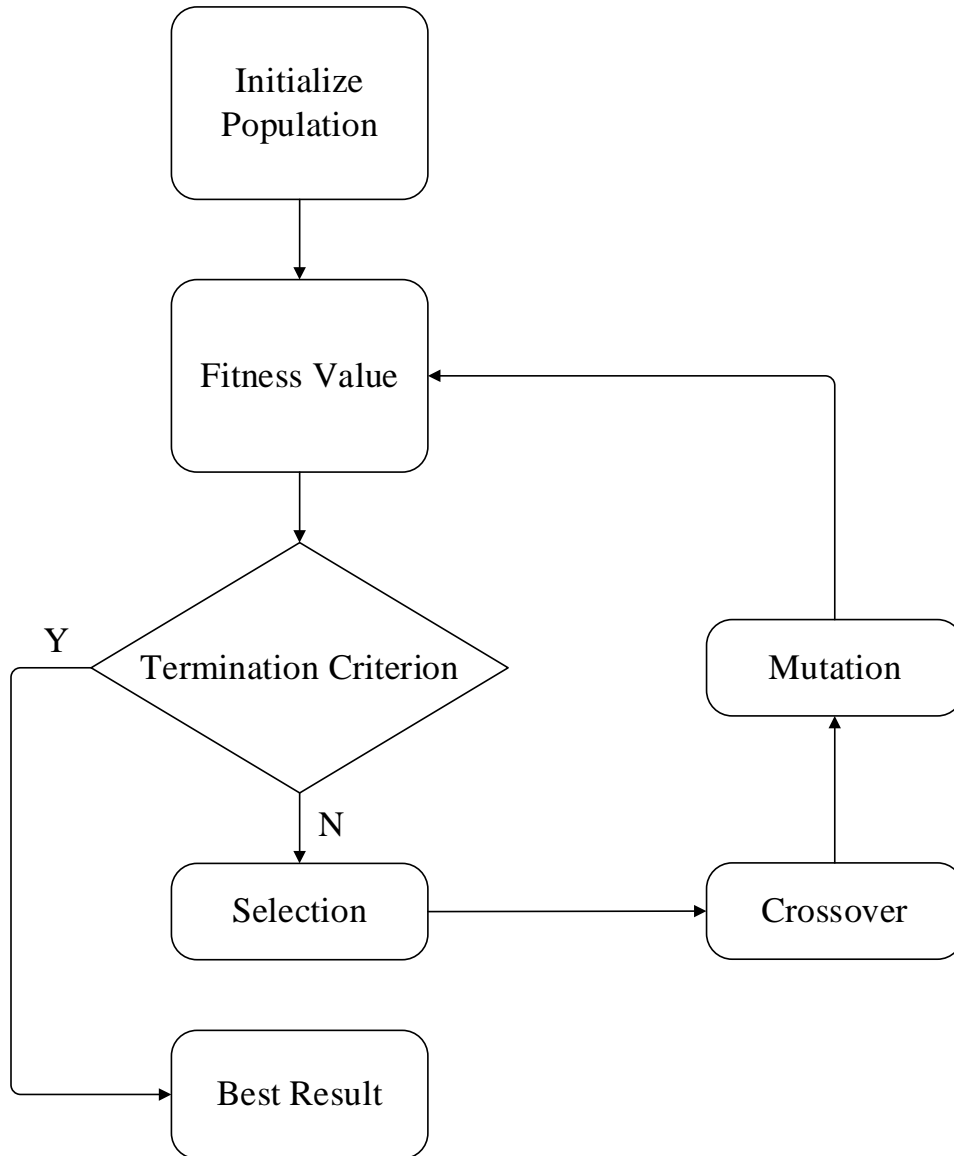 Initialize
Population
Fitness Value
Y
Termination Criterion
Mutation
N
Selection
Crossover
Best Result